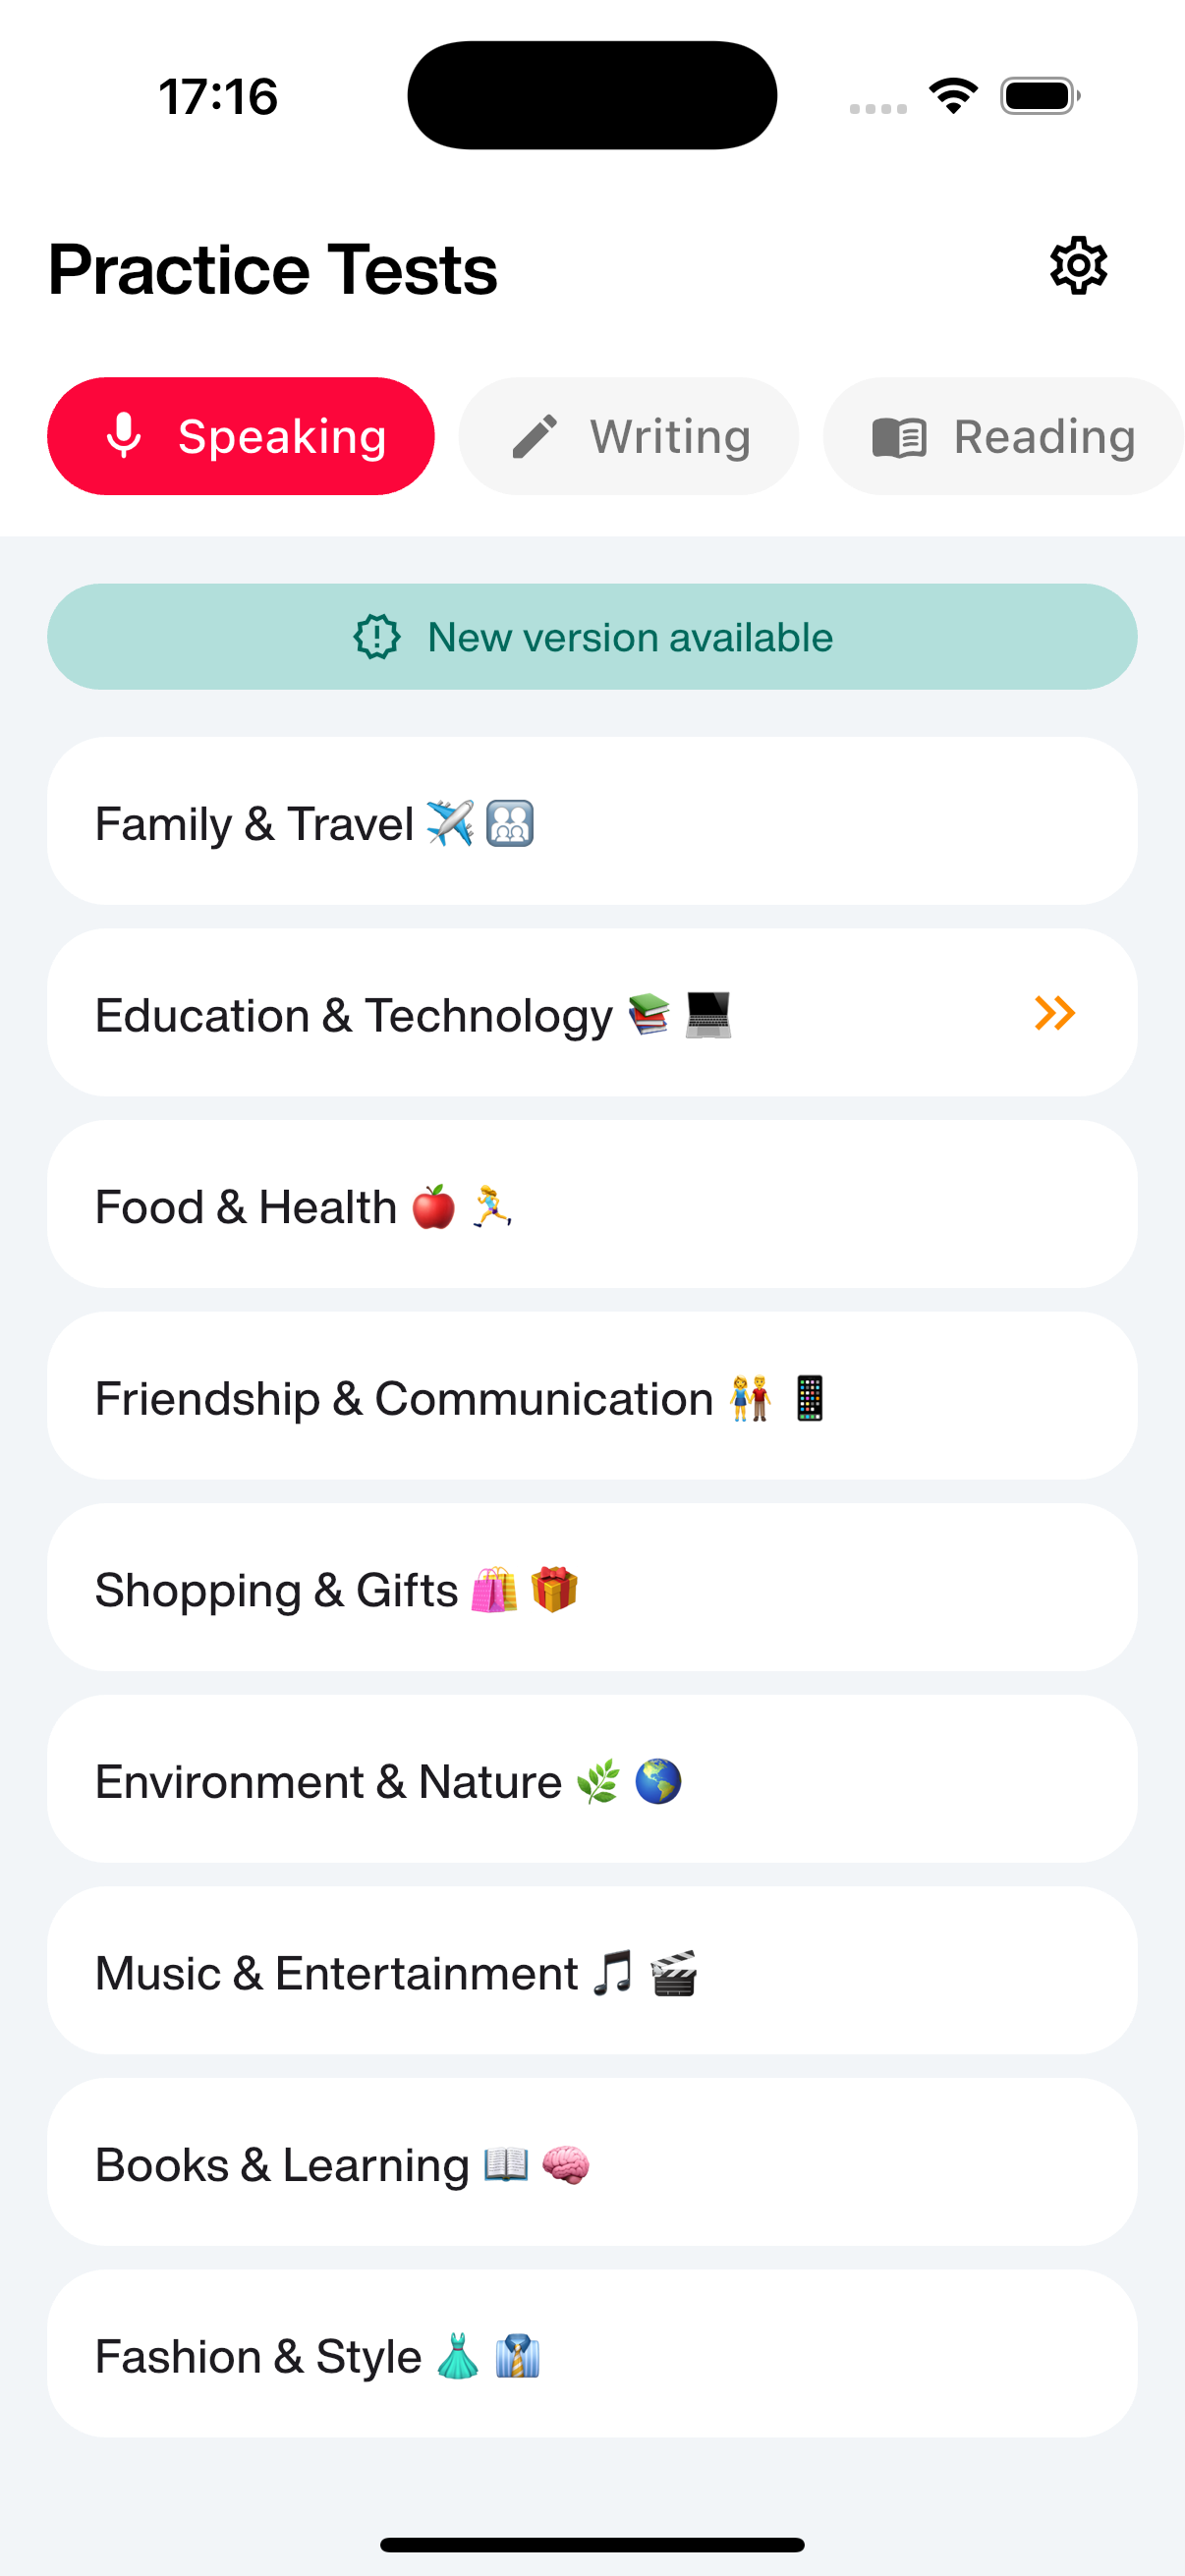 17:16
Practice Tests
Speaking
Writing
Reading
New version available
Family & Travel
Education & Technology
Food & Health
Friendship & Communication
Shopping & Gifts
Environment & Nature
Music & Entertainment
Books & Learning
Fashion & Style